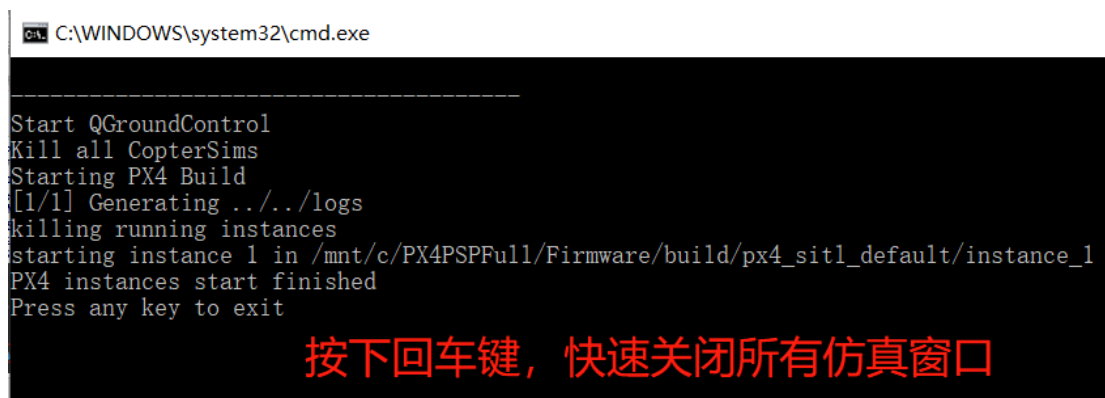 C:\WINDOWS\system32\cmd.exe
---------------------------------------
Start QGroundControl
Kill all CopterSims
Starting PX4 Build
[1/1] Generating ../../logs
killing running instances
starting instance 1 in /mnt/c/PX4PSPFull/Firmware/build/px4_sitl_default/instance_1
PX4 instances start finished
Press any key to exit
按下回车键，快速关闭所有仿真窗口